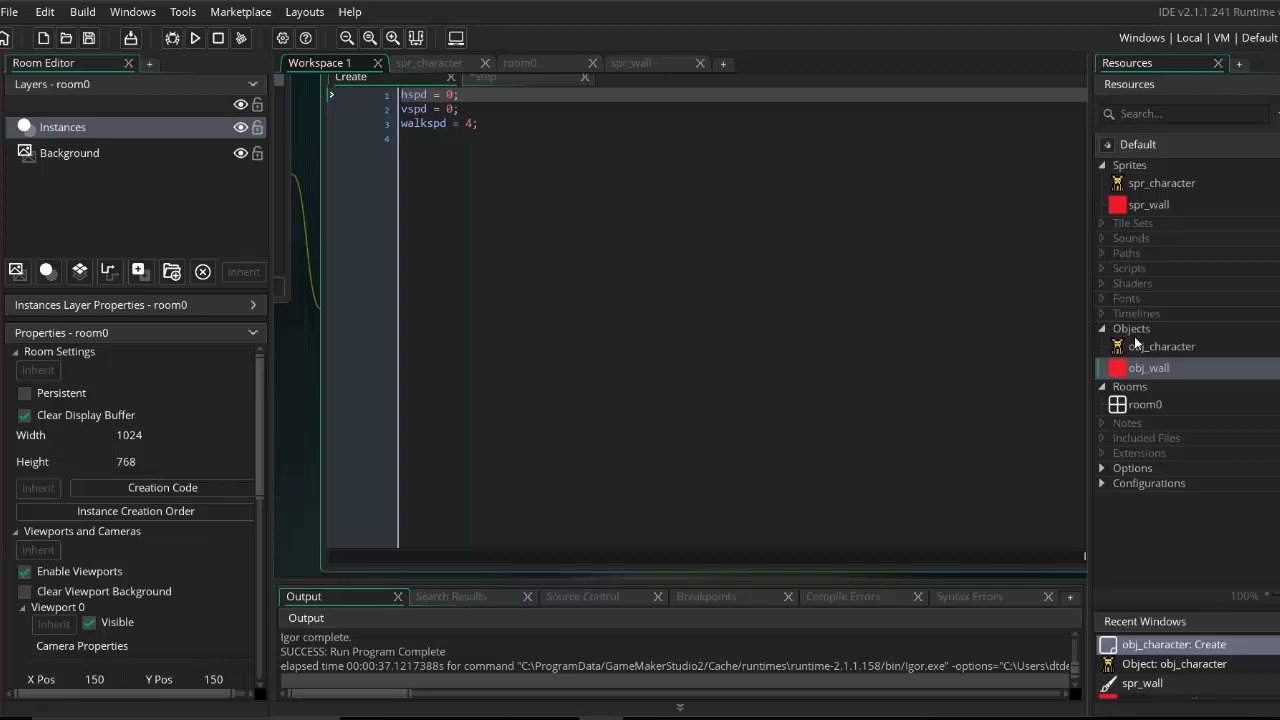 File Edit Build Windows Tools Marketplace Layouts Help
IDE v2.1.1.241 Runtime
Windows | Local | VM | Default
Room Editor
Layers - room0
Instances
Background
Inherit
Instances Layer Properties - room0
Properties - room0
Room Settings
Inherit
Persistent
Clear Display Buffer
Width 1024
Height 768
Inherit Creation Code
Instance Creation Order
Viewports and Cameras
Inherit
Enable Viewports
Clear Viewport Background
Viewport 0
Inherit Visible
Camera Properties
X Pos 150 Y Pos 150
Workspace 1 spr_character room0 spr_wall
Create *Step
1 hspd = 0;
2 vspd = 0;
3 walkspd = 4;
4
Output Search Results Source Control Breakpoints Compile Errors Syntax Errors
Output
Igor complete.
SUCCESS: Run Program Complete
elapsed time 00:00:37.1217388s for command "C:\ProgramData/GameMakerStudio2/Cache/runtimes\runtime-2.1.1.158/bin/Igor.exe" -options="C:\Users\dtde
Resources
Resources
Search...
Default
Sprites
spr_character
spr_wall
Tile Sets
Sounds
Paths
Scripts
Shaders
Fonts
Timelines
Objects
obj_character
obj_wall
Rooms
room0
Notes
Included Files
Extensions
Options
Configurations
100%
Recent Windows
obj_character: Create
Object: obj_character
spr_wall